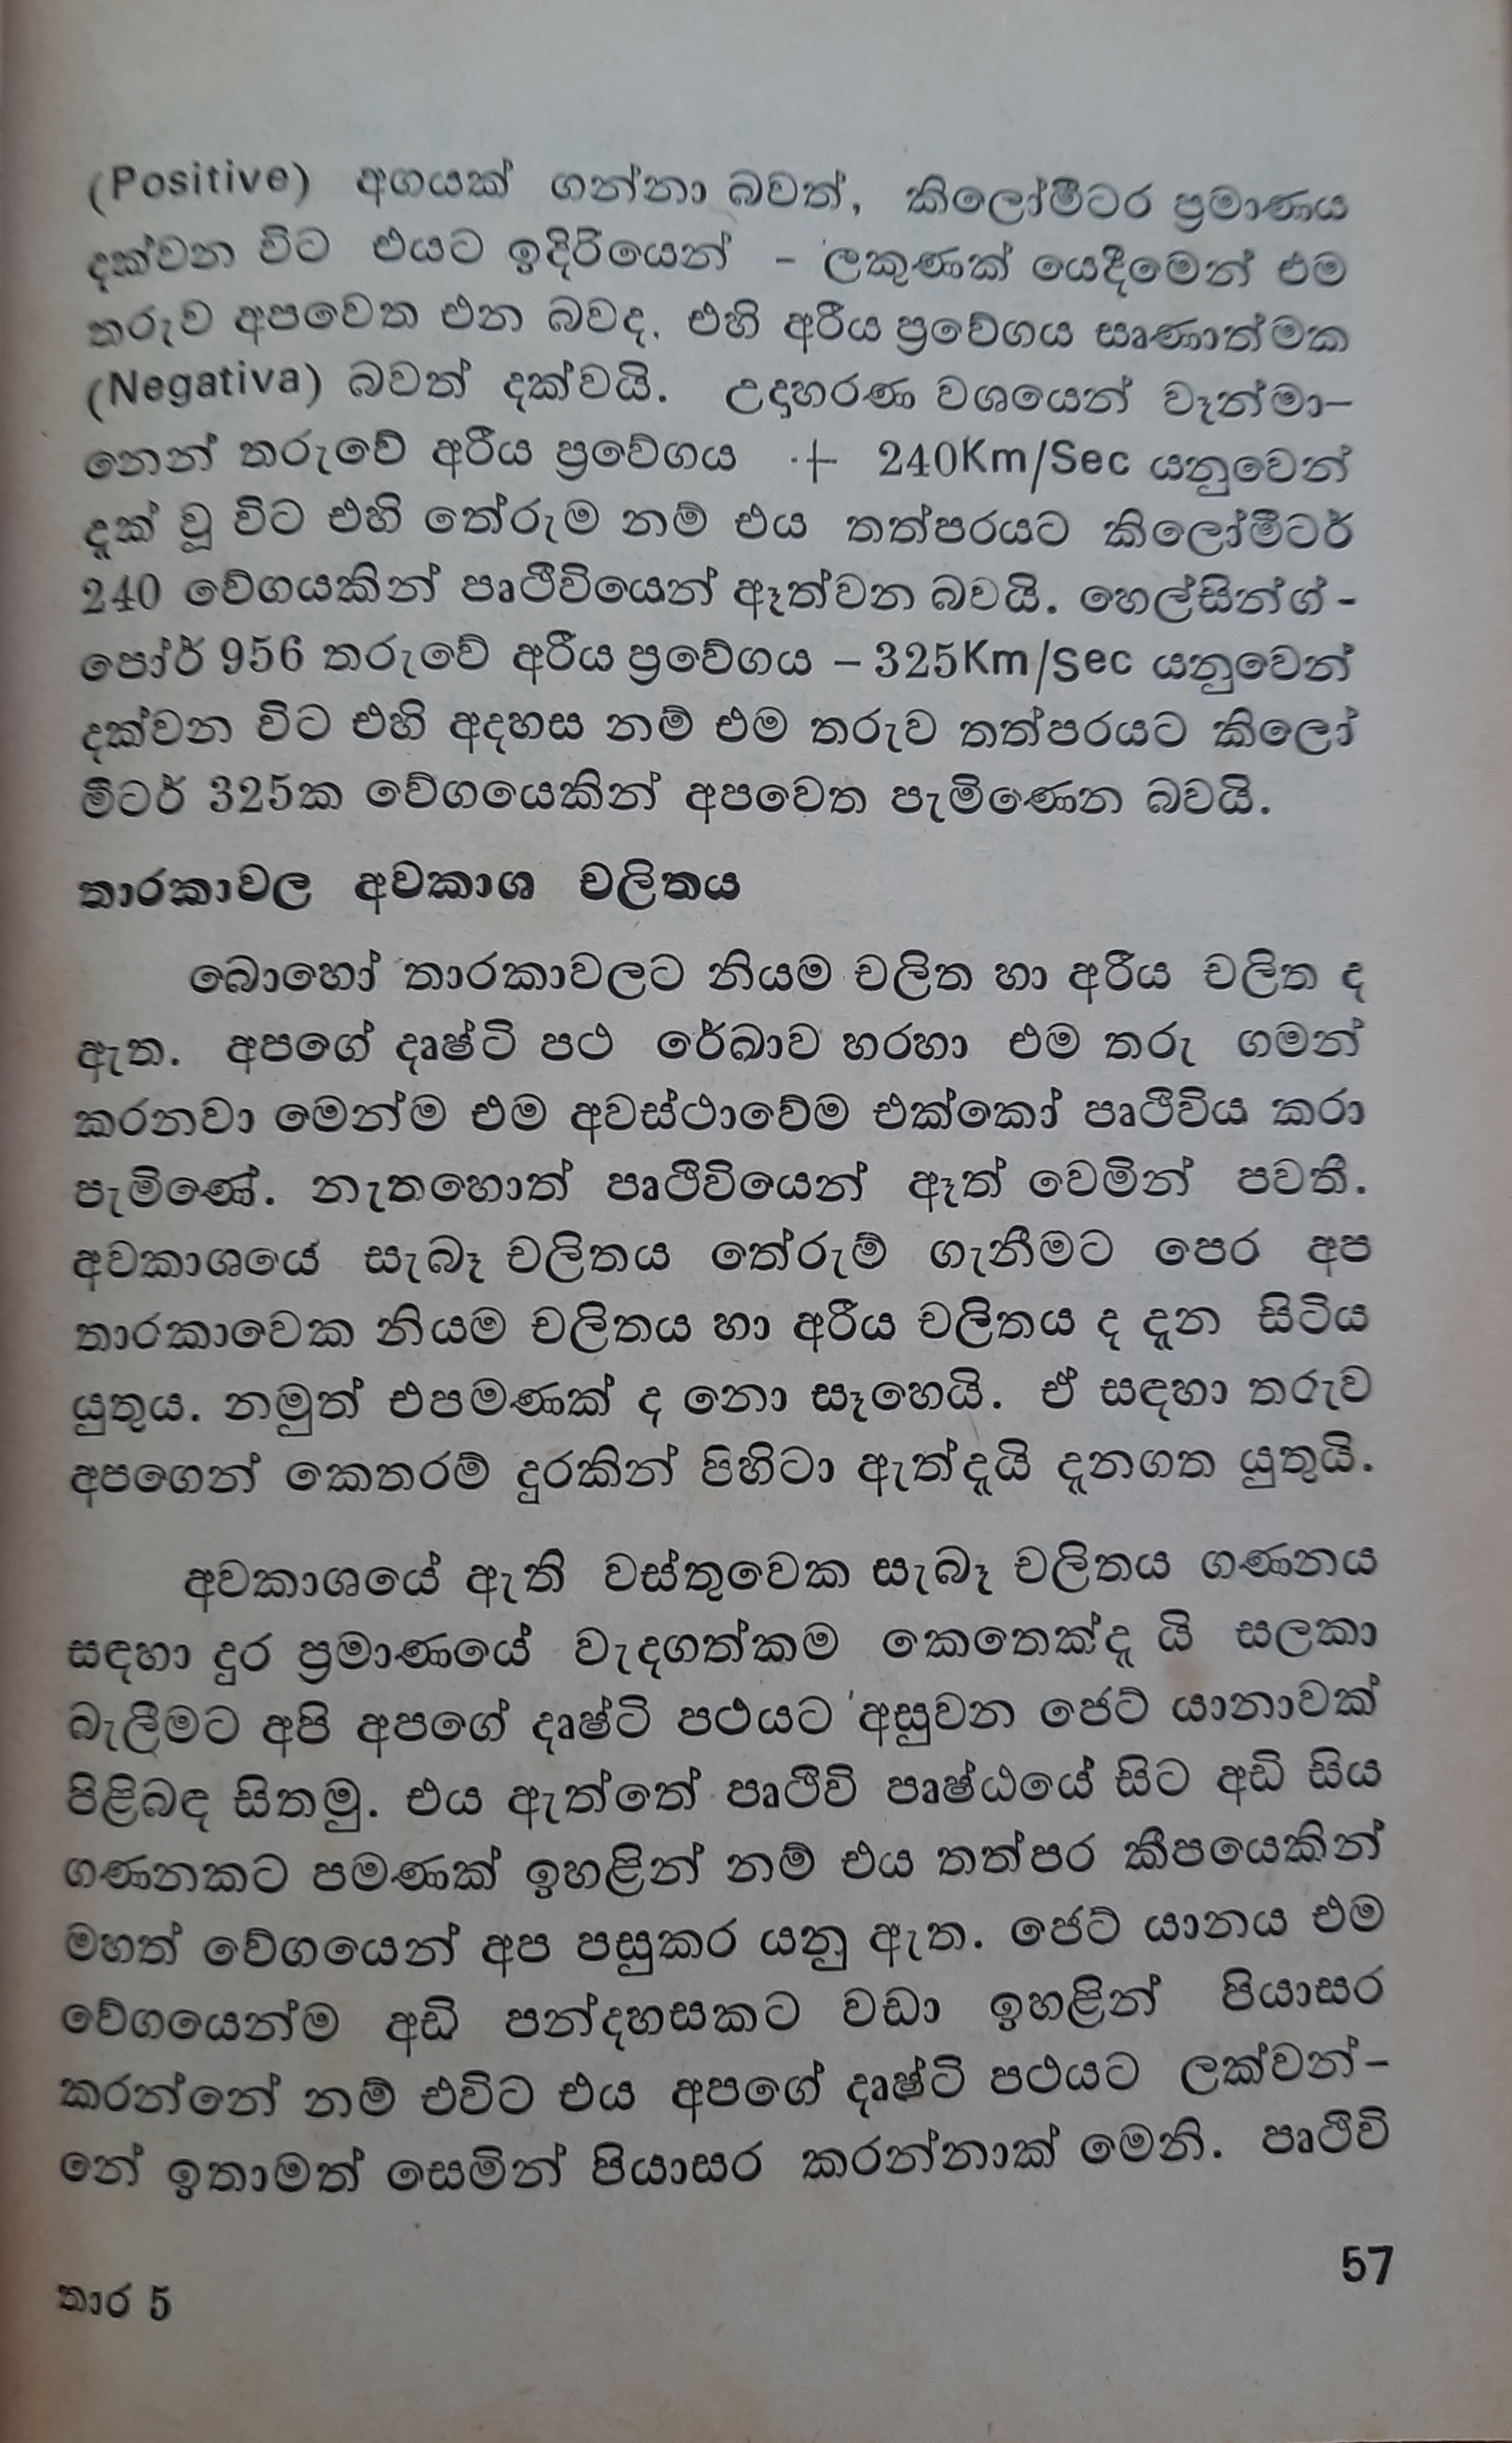 (Positive) අගයක් ගන්නා බවත්, කිලෝමීටර ප්‍රමාණය
දක්වන විට එයට ඉදිරියෙන් - ලකුණක් යෙදීමෙන් එම
තරුව අපවෙත එන බවද, එහි අරීය ප්‍රවේගය සෘණාත්මක
(Negativa) බවත් දක්වයි. උදාහරණ වශයෙන් වෑන්මා-
නෙන් තරුවේ අරීය ප්‍රවේගය + 240Km/Sec යනුවෙන්
දැක් වූ විට එහි තේරුම නම් එය තත්පරයට කිලෝමීටර්
240 වේගයකින් පෘථිවියෙන් ඈත්වන බවයි. හෙල්සින්ග්-
පෝර් 956 තරුවේ අරීය ප්‍රවේගය – 325Km/Sec යනුවෙන්
දක්වන විට එහි අදහස නම් එම තරුව තත්පරයට කිලෝ
මීටර් 325ක වේගයෙකින් අපවෙත පැමිණෙන බවයි.
තාරකාවල අවකාශ චලිතය
බොහෝ තාරකාවලට නියම චලිත හා අරීය චලිත ද
ඇත. අපගේ දෘෂ්ටි පථ රේඛාව හරහා එම තරු ගමන්
කරනවා මෙන්ම එම අවස්ථාවේම එක්කෝ පෘථිවිය කරා
පැමිණේ. නැතහොත් පෘථිවියෙන් ඈත් වෙමින් පවතී.
අවකාශයේ සැබෑ චලිතය තේරුම් ගැනීමට පෙර අප
තාරකාවෙක නියම චලිතය හා අරීය චලිතය ද දැන සිටිය
යුතුය. නමුත් එපමණක් ද නො සෑහෙයි. ඒ සඳහා තරුව
අපගෙන් කෙතරම් දුරකින් පිහිටා ඇත්දැයි දැනගත යුතුයි.
අවකාශයේ ඇති වස්තුවෙක සැබෑ චලිතය ගණනය
සඳහා දුර ප්‍රමාණයේ වැදගත්කම කෙතෙක්දැ යි සලකා
බැලීමට අපි අපගේ දෘෂ්ටි පථයට අසුවන ජෙට් යානාවක්
පිළිබඳ සිතමු. එය ඇත්තේ පෘථිවි පෘෂ්ඨයේ සිට අඩි සිය
ගණනකට පමණක් ඉහළින් නම් එය තත්පර කීපයෙකින්
මහත් වේගයෙන් අප පසුකර යනු ඇත. ජෙට් යානය එම
වේගයෙන්ම අඩි පන්දහසකට වඩා ඉහළින් පියාසර
කරන්නේ නම් එවිට එය අපගේ දෘෂ්ටි පථයට ලක්වන්-
නේ ඉතාමත් සෙමින් පියාසර කරන්නාක් මෙනි. පෘථිවි
57
තාර 5